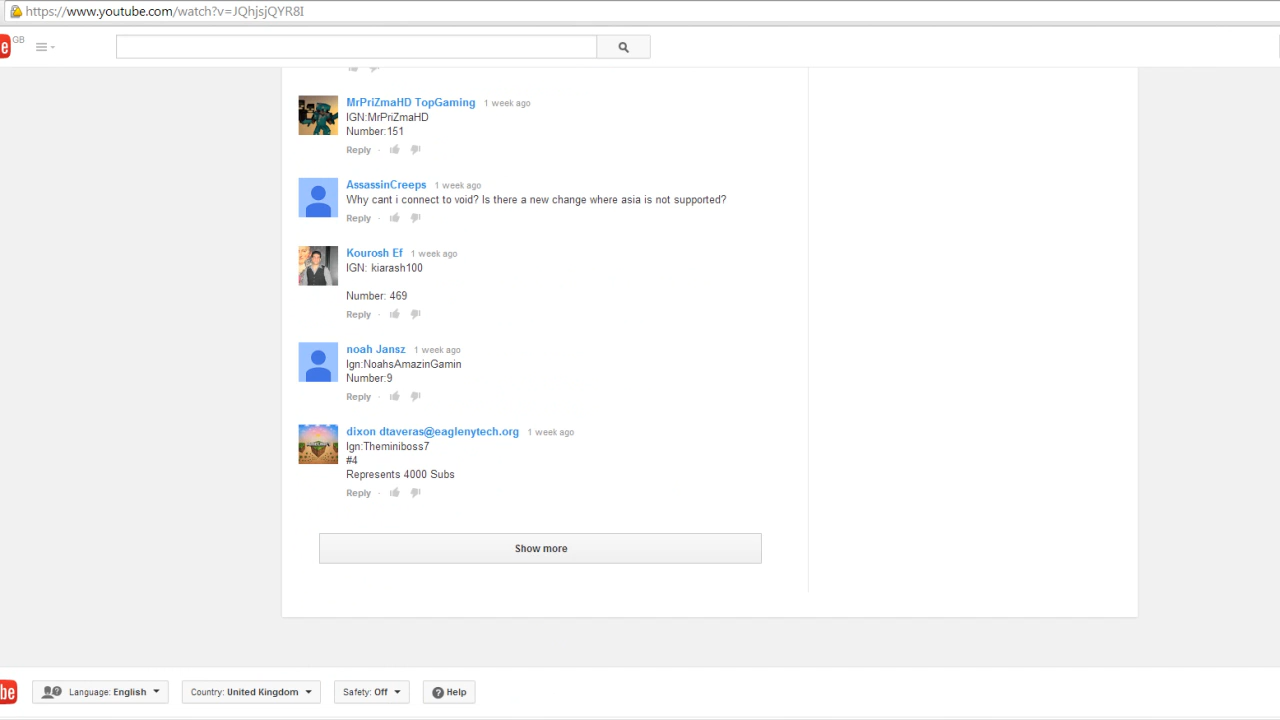 https://www.youtube.com/watch?v=JQhjsjQYR8I
GB
MrPriZmaHD TopGaming 1 week ago
IGN:MrPriZmaHD
Number:151
Reply
AssassinCreeps 1 week ago
Why cant i connect to void? Is there a new change where asia is not supported?
Reply
Kourosh Ef 1 week ago
IGN: kiarash100
Number: 469
Reply
noah Jansz 1 week ago
Ign:NoahsAmazinGamin
Number:9
Reply
dixon dtaveras@eaglenytech.org 1 week ago
Ign:Theminiboss7
#4
Represents 4000 Subs
Reply
Show more
be Language: English Country: United Kingdom Safety: Off Help